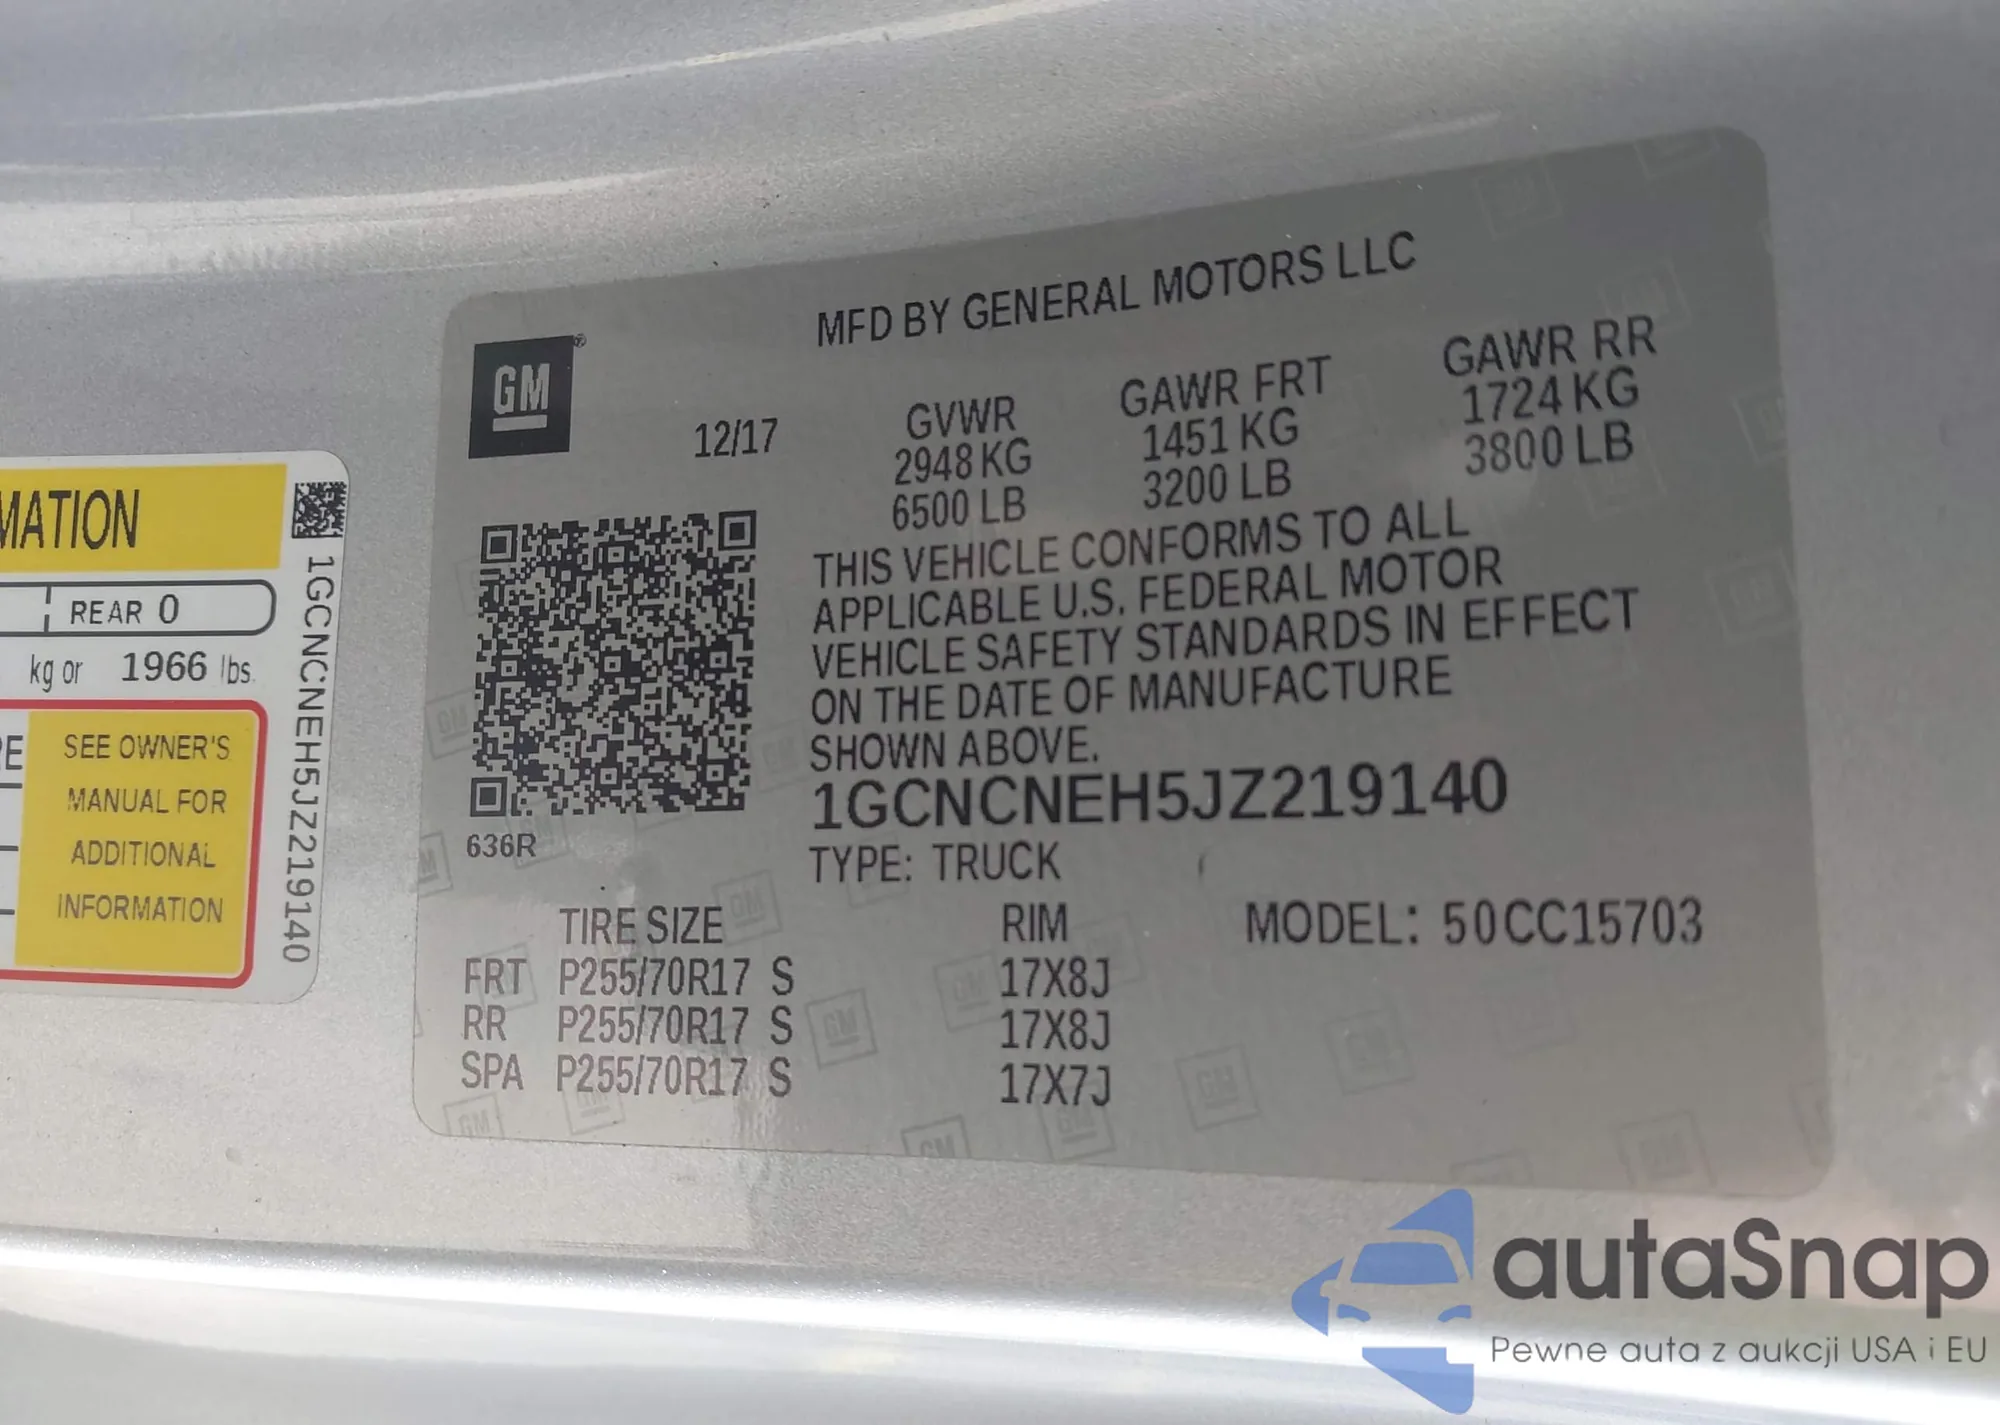 MATION
REAR 0
kg or 1966 lbs.
RE
SEE OWNER'S
MANUAL FOR
ADDITIONAL
INFORMATION
1GCNCNEH5JZ219140
GM®
MFD BY GENERAL MOTORS LLC
12/17
GVWR GAWR FRT GAWR RR
2948 KG 1451 KG 1724 KG
6500 LB 3200 LB 3800 LB
THIS VEHICLE CONFORMS TO ALL
APPLICABLE U.S. FEDERAL MOTOR
VEHICLE SAFETY STANDARDS IN EFFECT
ON THE DATE OF MANUFACTURE
SHOWN ABOVE.
1GCNCNEH5JZ219140
636R
TYPE: TRUCK
TIRE SIZE RIM MODEL: 50CC15703
FRT P255/70R17 S 17X8J
RR P255/70R17 S 17X8J
SPA P255/70R17 S 17X7J
autaSnap
Pewne auta z aukcji USA i EU